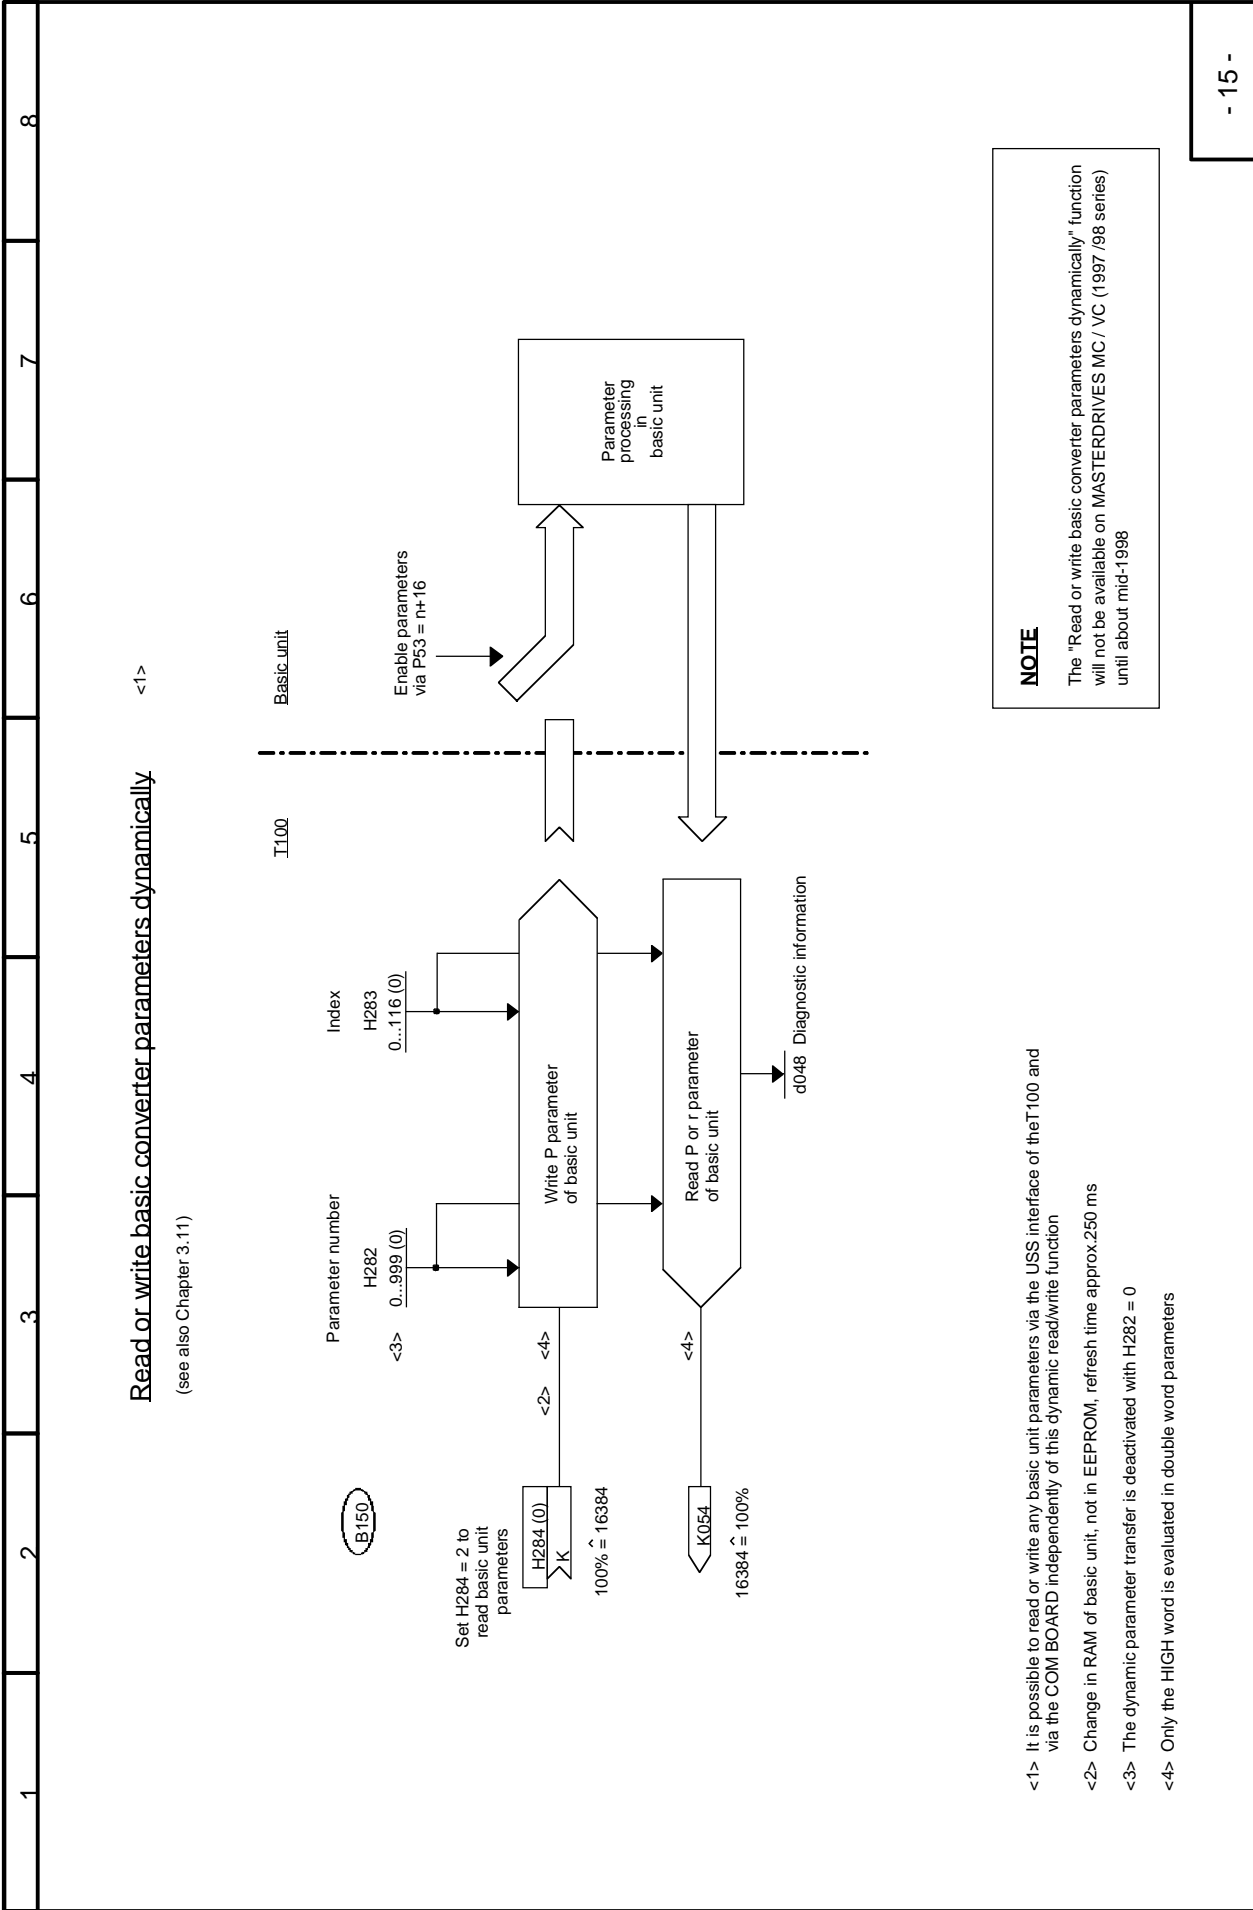 1 2 3 4 5 6 7 8
Read or write basic converter parameters dynamically <1>
(see also Chapter 3.11)
T100 Basic unit
B150
Parameter number
H282
<3> 0...999 (0)
Index
H283
0...116 (0)
Enable parameters
via P53 = n+16
Set H284 = 2 to
read basic unit
parameters
H284 (0)
K
100% ≙ 16384
<2> <4>
Write P parameter
of basic unit
Parameter
processing
in
basic unit
K054
16384 ≙ 100%
<4>
Read P or r parameter
of basic unit
d048 Diagnostic information
<1> It is possible to read or write any basic unit parameters via the USS interface of theT100 and
via the COM BOARD independently of this dynamic read/write function
<2> Change in RAM of basic unit, not in EEPROM, refresh time approx.250 ms
<3> The dynamic parameter transfer is deactivated with H282 = 0
<4> Only the HIGH word is evaluated in double word parameters
NOTE
The "Read or write basic converter parameters dynamically" function
will not be available on MASTERDRIVES MC / VC (1997 /98 series)
until about mid-1998
- 15 -